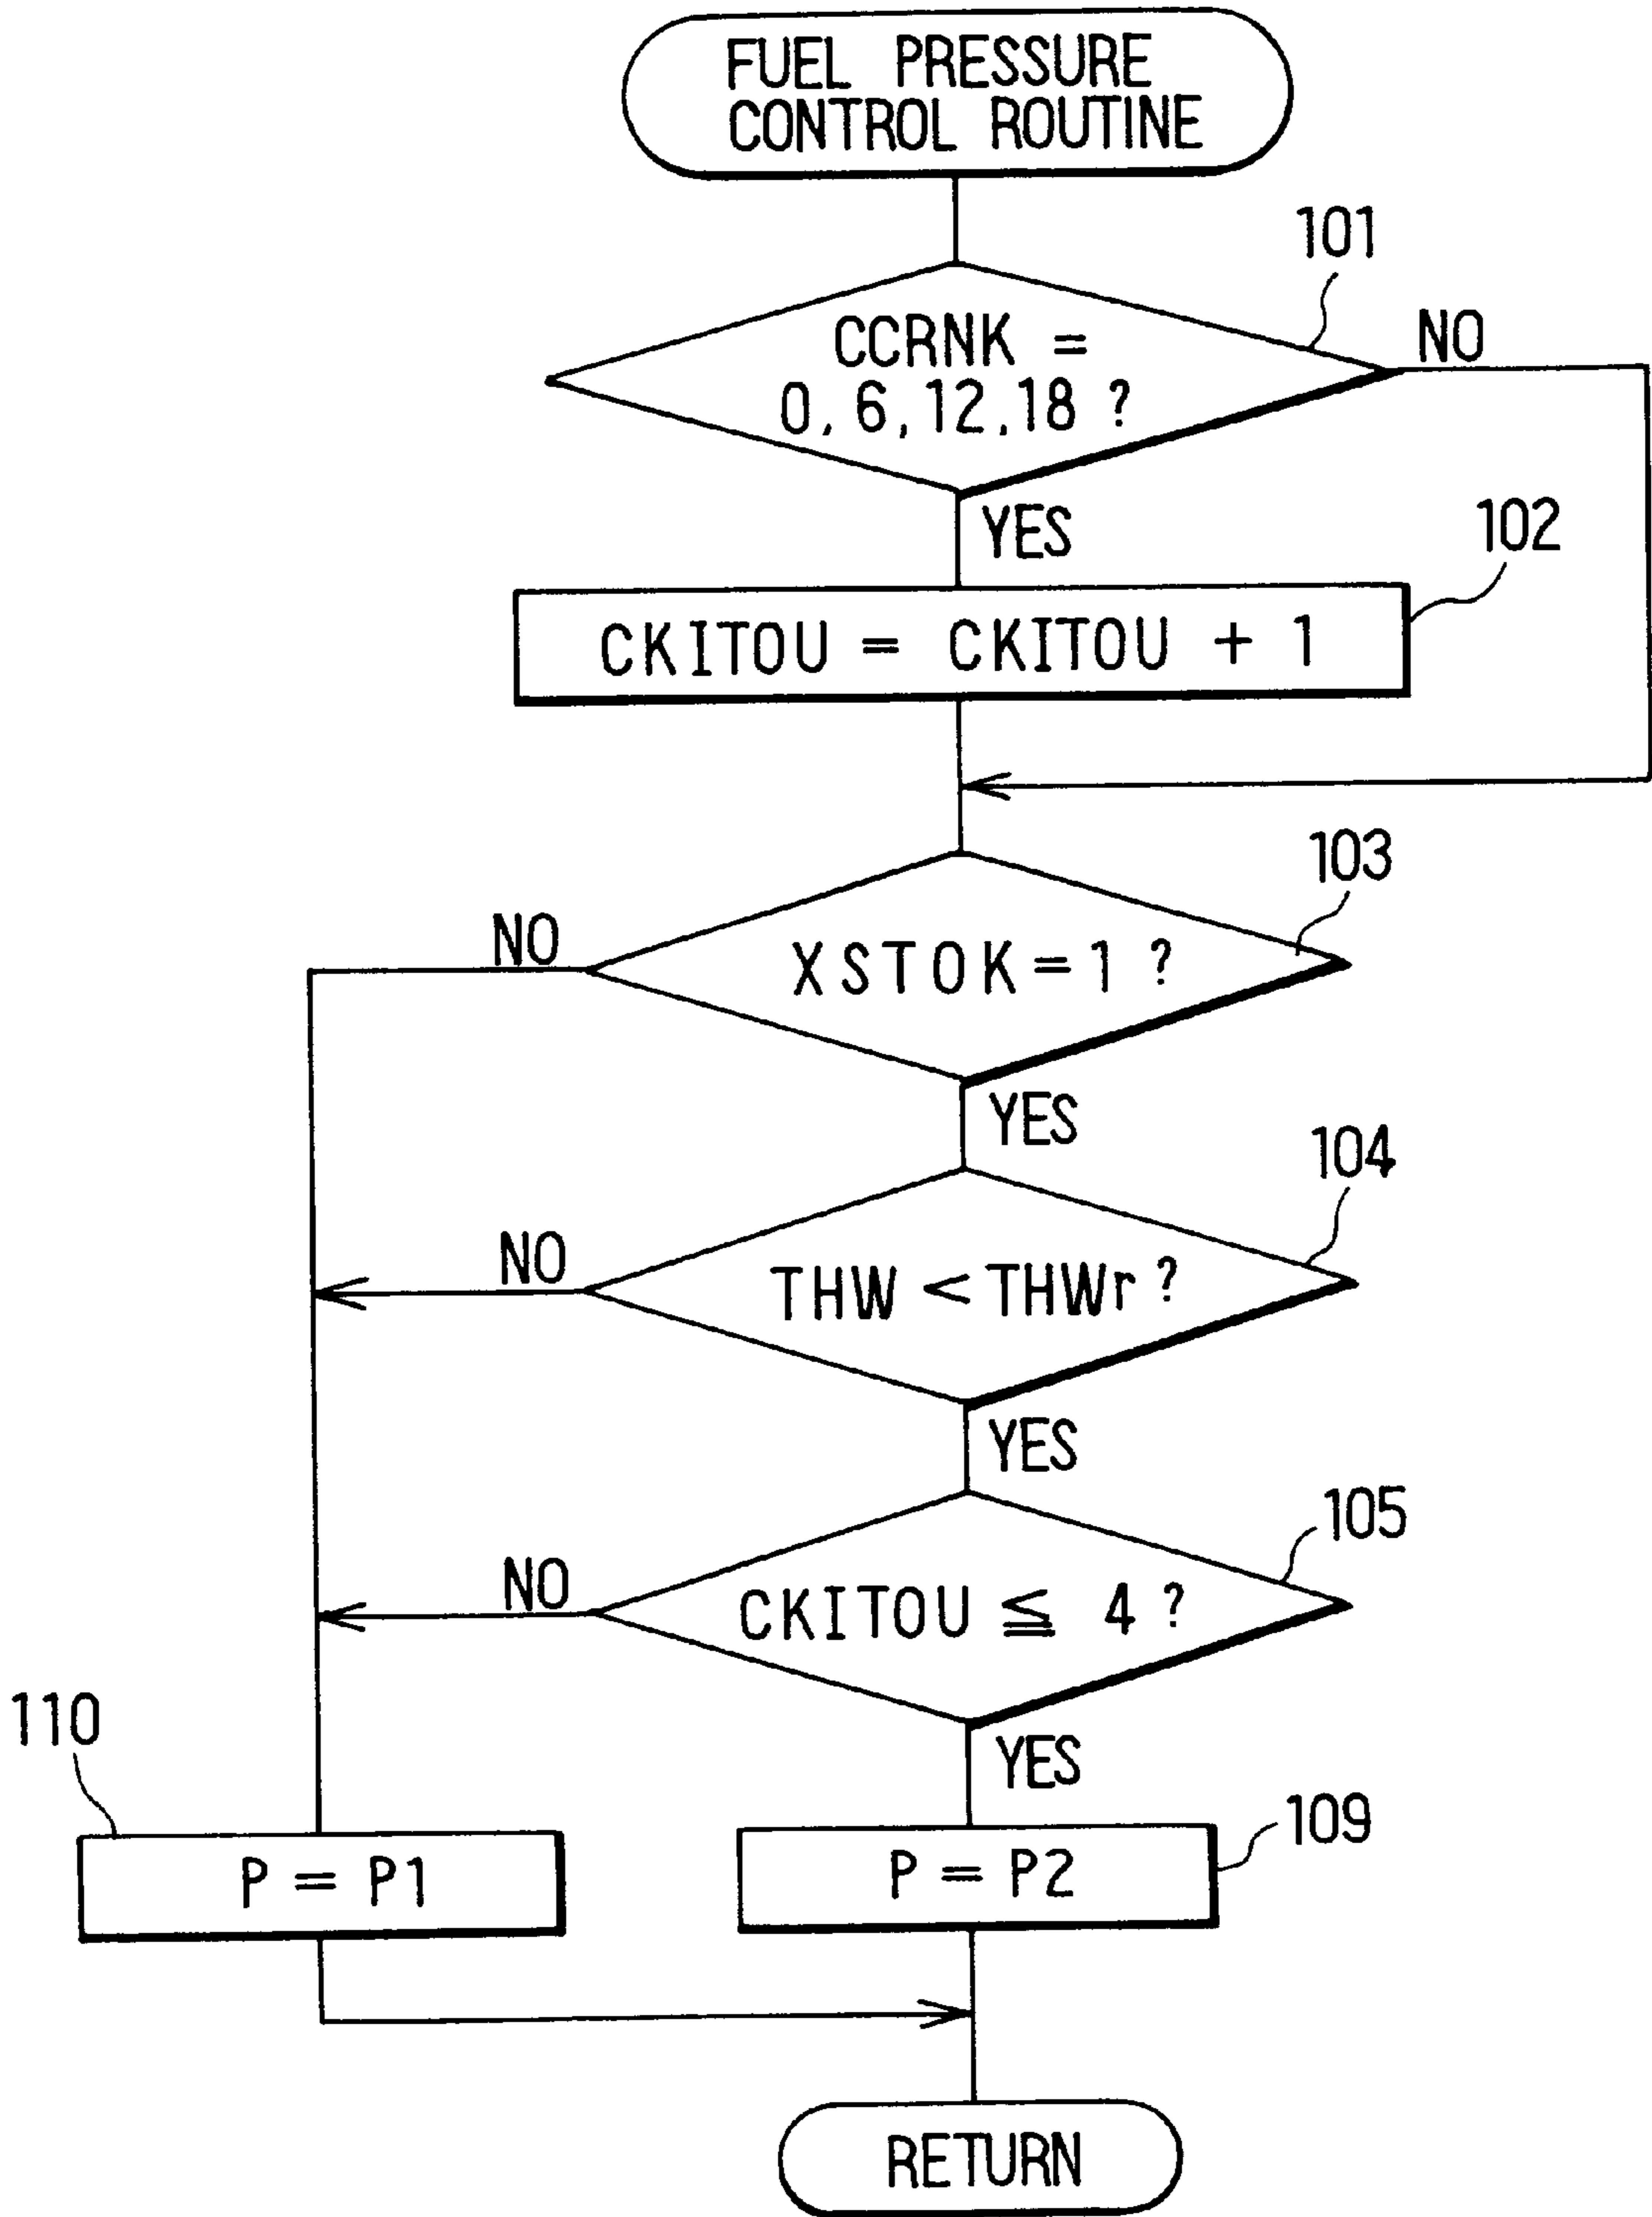 FUEL PRESSURE
CONTROL ROUTINE
101
CCRNK =
0, 6, 12, 18 ?
NO
YES
102
CKITOU = CKITOU + 1
103
NO
XSTOK = 1 ?
YES
104
NO
THW < THWr ?
YES
105
NO
CKITOU ≦ 4 ?
YES
110
109
P = P1
P = P2
RETURN